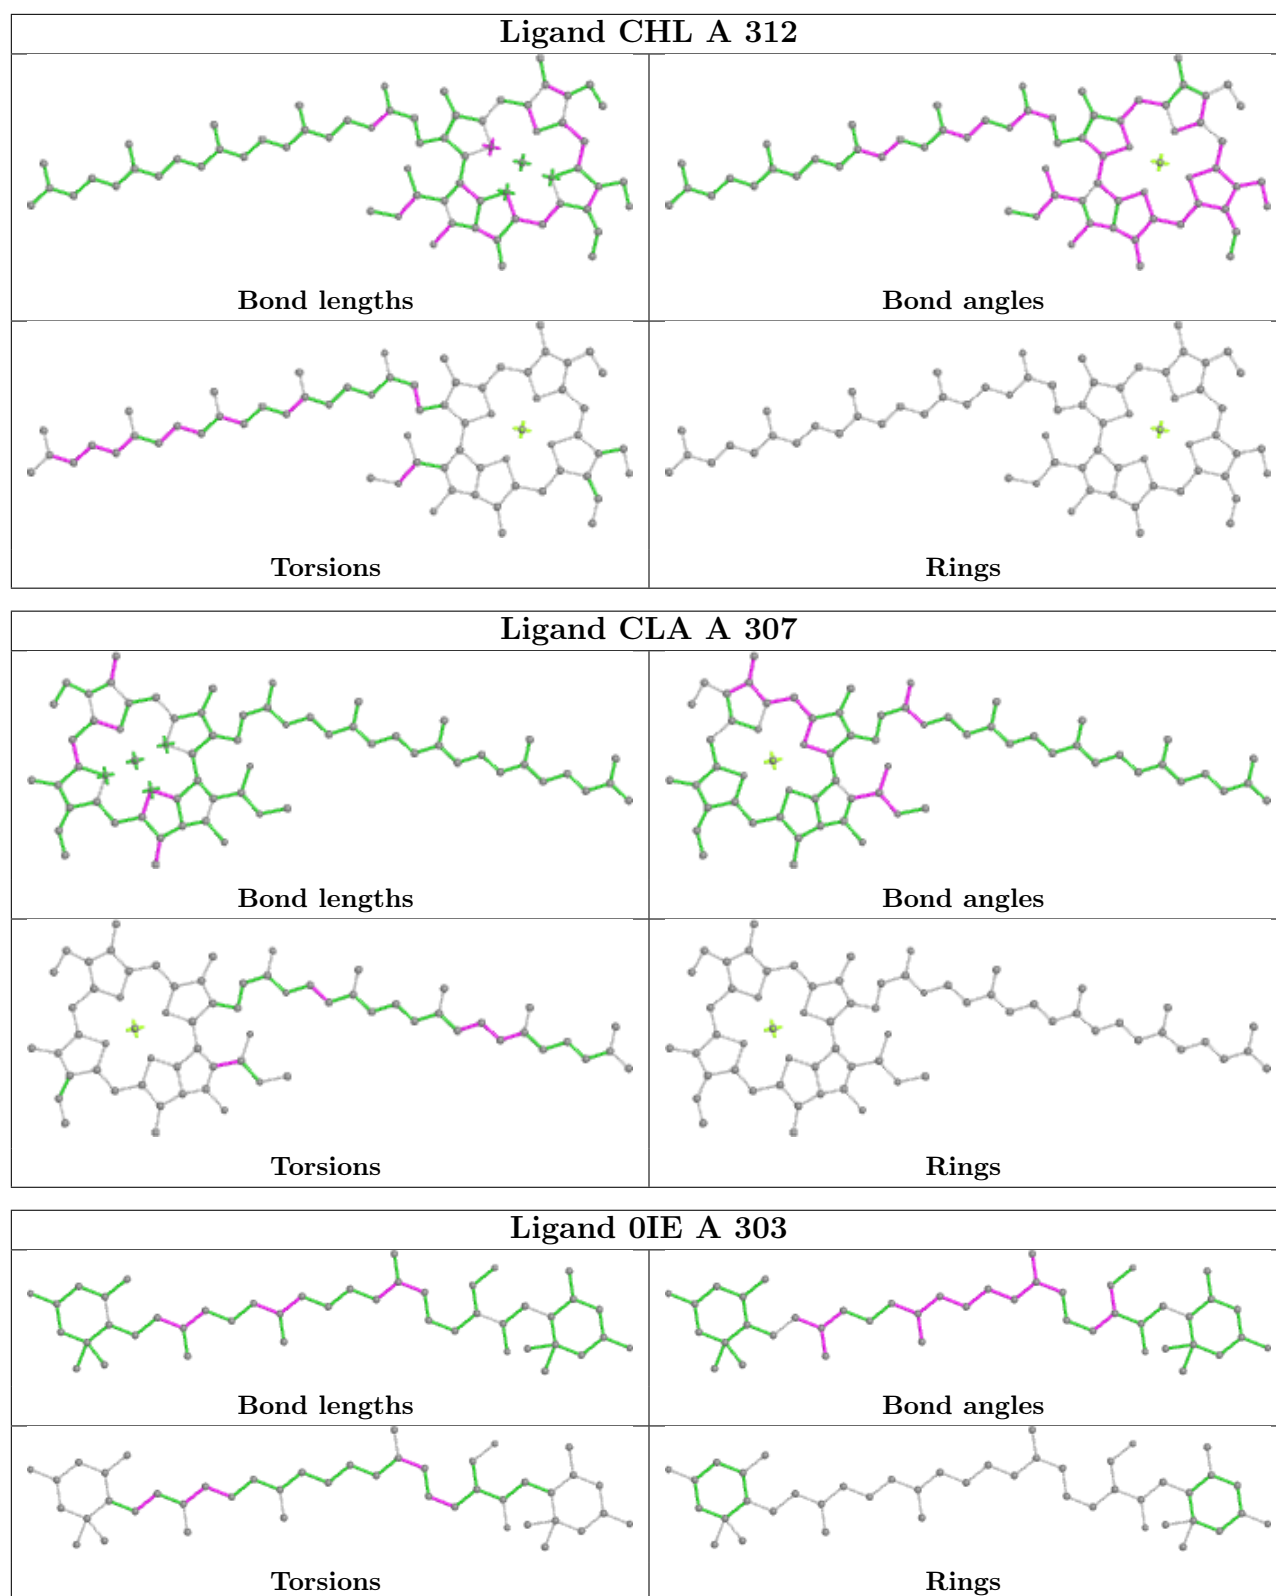 Ligand CHL A 312
Bond lengths
Bond angles
Torsions
Rings
Ligand CLA A 307
Bond lengths
Bond angles
Torsions
Rings
Ligand 0IE A 303
Bond lengths
Bond angles
Torsions
Rings